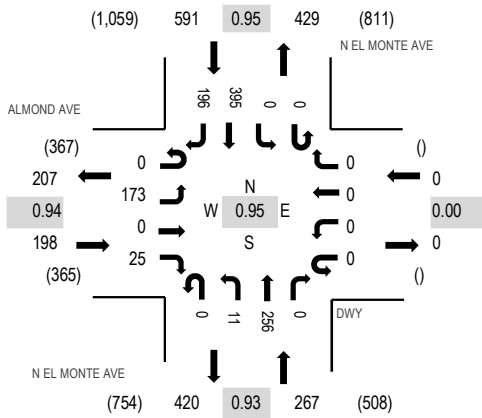 (1,059) 591 0.95 429 (811)
N EL MONTE AVE
196 395 0 0
ALMOND AVE
(367)
207
0.94
198
(365)
0
173
0
25
N
W 0.95 E
S
0
0
0
0
()
0
0.00
0
()
0 11 256 0
DWY
N EL MONTE AVE
(754) 420 0.93 267 (508)